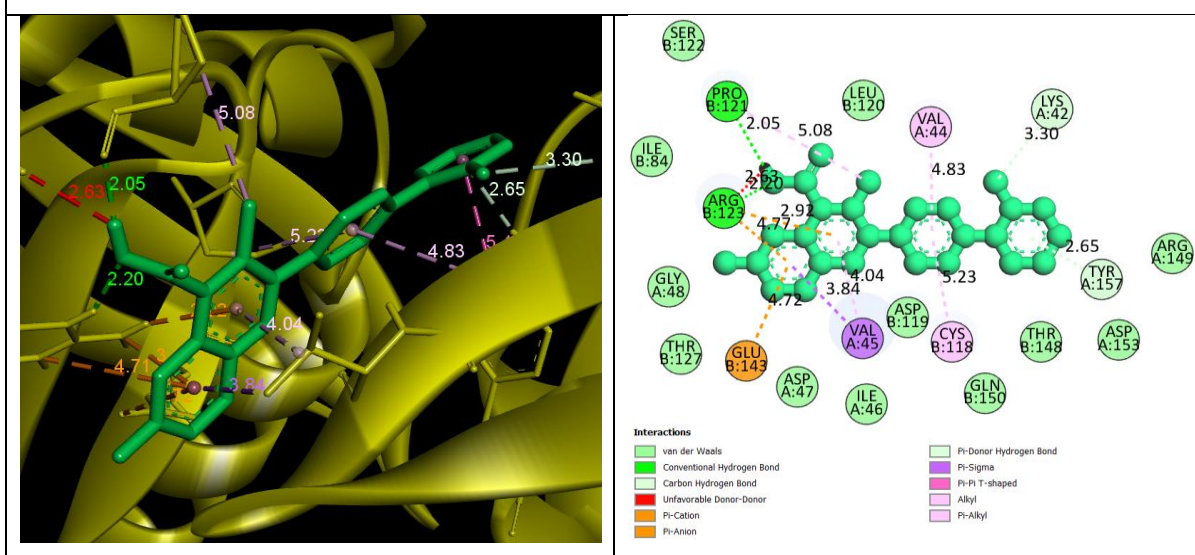 5.08
3.30
2.05
2.65
2.63
5.23
4.83
2.20
4.04
4.71
3.84
SER
B:122
PRO
B:121
LEU
B:120
LYS
A:42
VAL
A:44
2.05
5.08
3.30
ILE
B:84
4.83
2.63
2.20
ARG
B:123
2.92
4.77
2.65
ARG
A:149
TYR
A:157
4.04
5.23
GLY
A:48
3.84
4.72
ASP
B:119
THR
B:127
VAL
A:45
CYS
B:118
THR
B:148
ASP
A:153
GLU
B:143
ASP
A:47
ILE
A:46
GLN
B:150
Interactions
van der Waals
Conventional Hydrogen Bond
Carbon Hydrogen Bond
Unfavorable Donor-Donor
Pi-Cation
Pi-Anion
Pi-Donor Hydrogen Bond
Pi-Sigma
Pi-Pi T-shaped
Alkyl
Pi-Alkyl